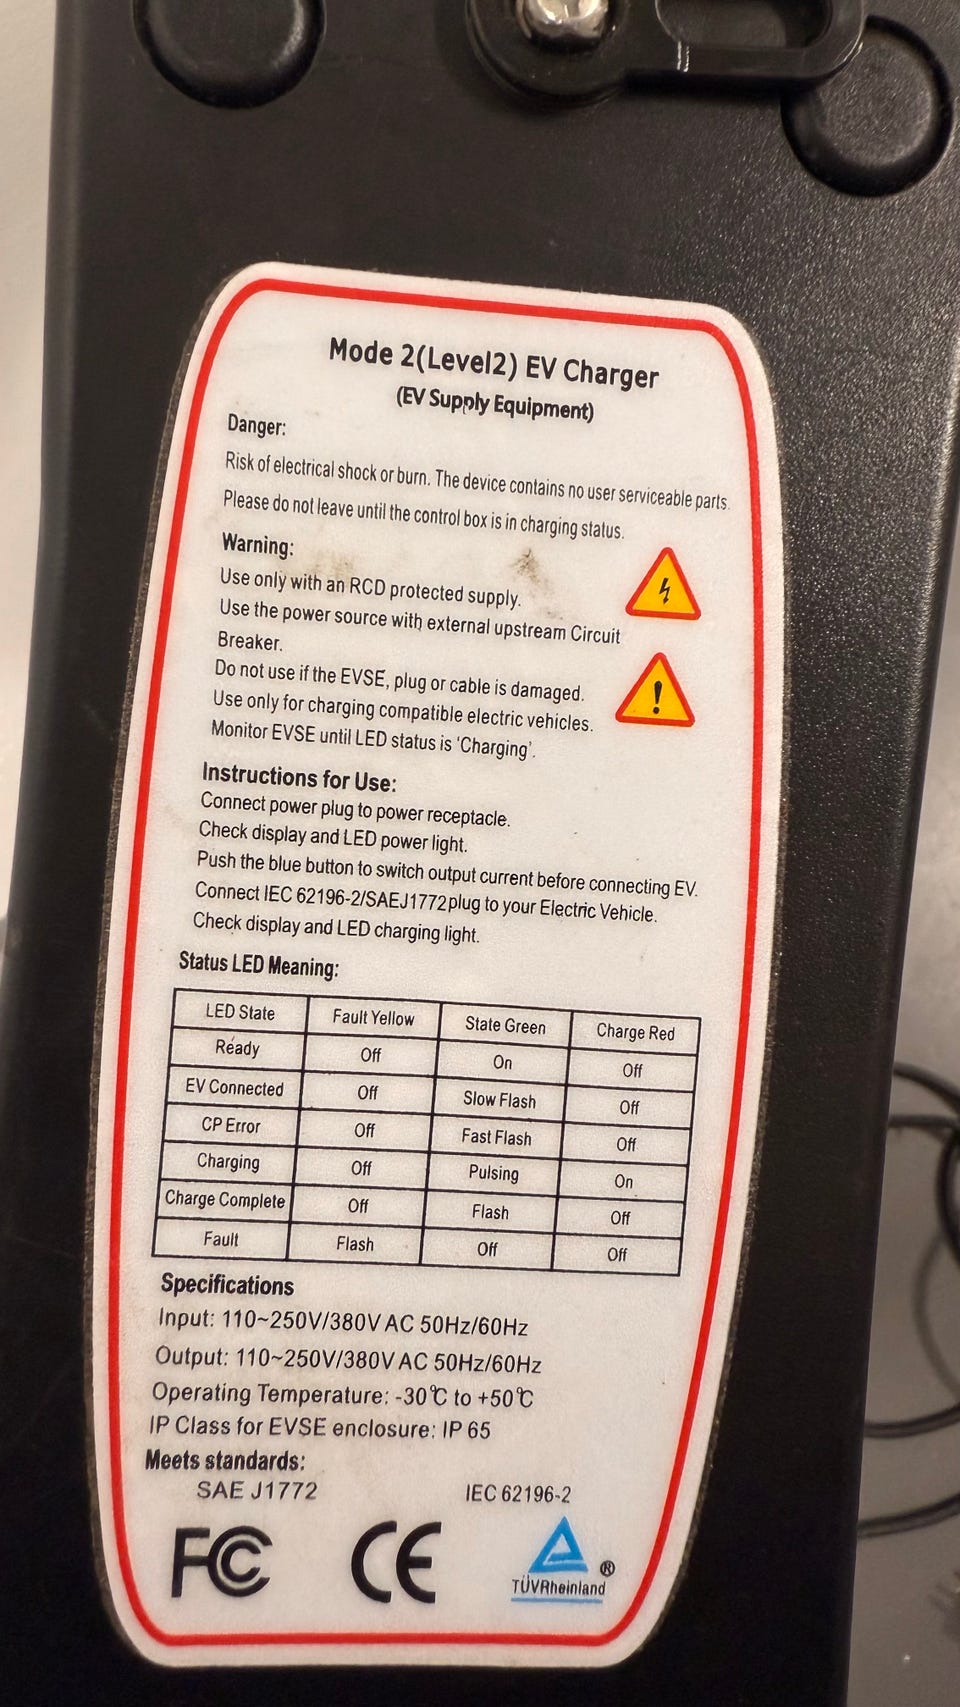 Mode 2(Level2) EV Charger
(EV Supply Equipment)
Danger:
Risk of electrical shock or burn. The device contains no user serviceable parts.
Please do not leave until the control box is in charging status.
Warning:
Use only with an RCD protected supply.
Use the power source with external upstream Circuit
Breaker.
Do not use if the EVSE, plug or cable is damaged.
Use only for charging compatible electric vehicles.
Monitor EVSE until LED status is 'Charging'.
Instructions for Use:
Connect power plug to power receptacle.
Check display and LED power light.
Push the blue button to switch output current before connecting EV.
Connect IEC 62196-2/SAEJ1772plug to your Electric Vehicle.
Check display and LED charging light.
Status LED Meaning:
LED State Fault Yellow State Green Charge Red
Ready Off On Off
EV Connected Off Slow Flash Off
CP Error Off Fast Flash Off
Charging Off Pulsing On
Charge Complete Off Flash Off
Fault Flash Off Off
Specifications
Input: 110~250V/380V AC 50Hz/60Hz
Output: 110~250V/380V AC 50Hz/60Hz
Operating Temperature: -30℃ to +50℃
IP Class for EVSE enclosure: IP 65
Meets standards:
SAE J1772 IEC 62196-2
FC CE TÜVRheinland ®